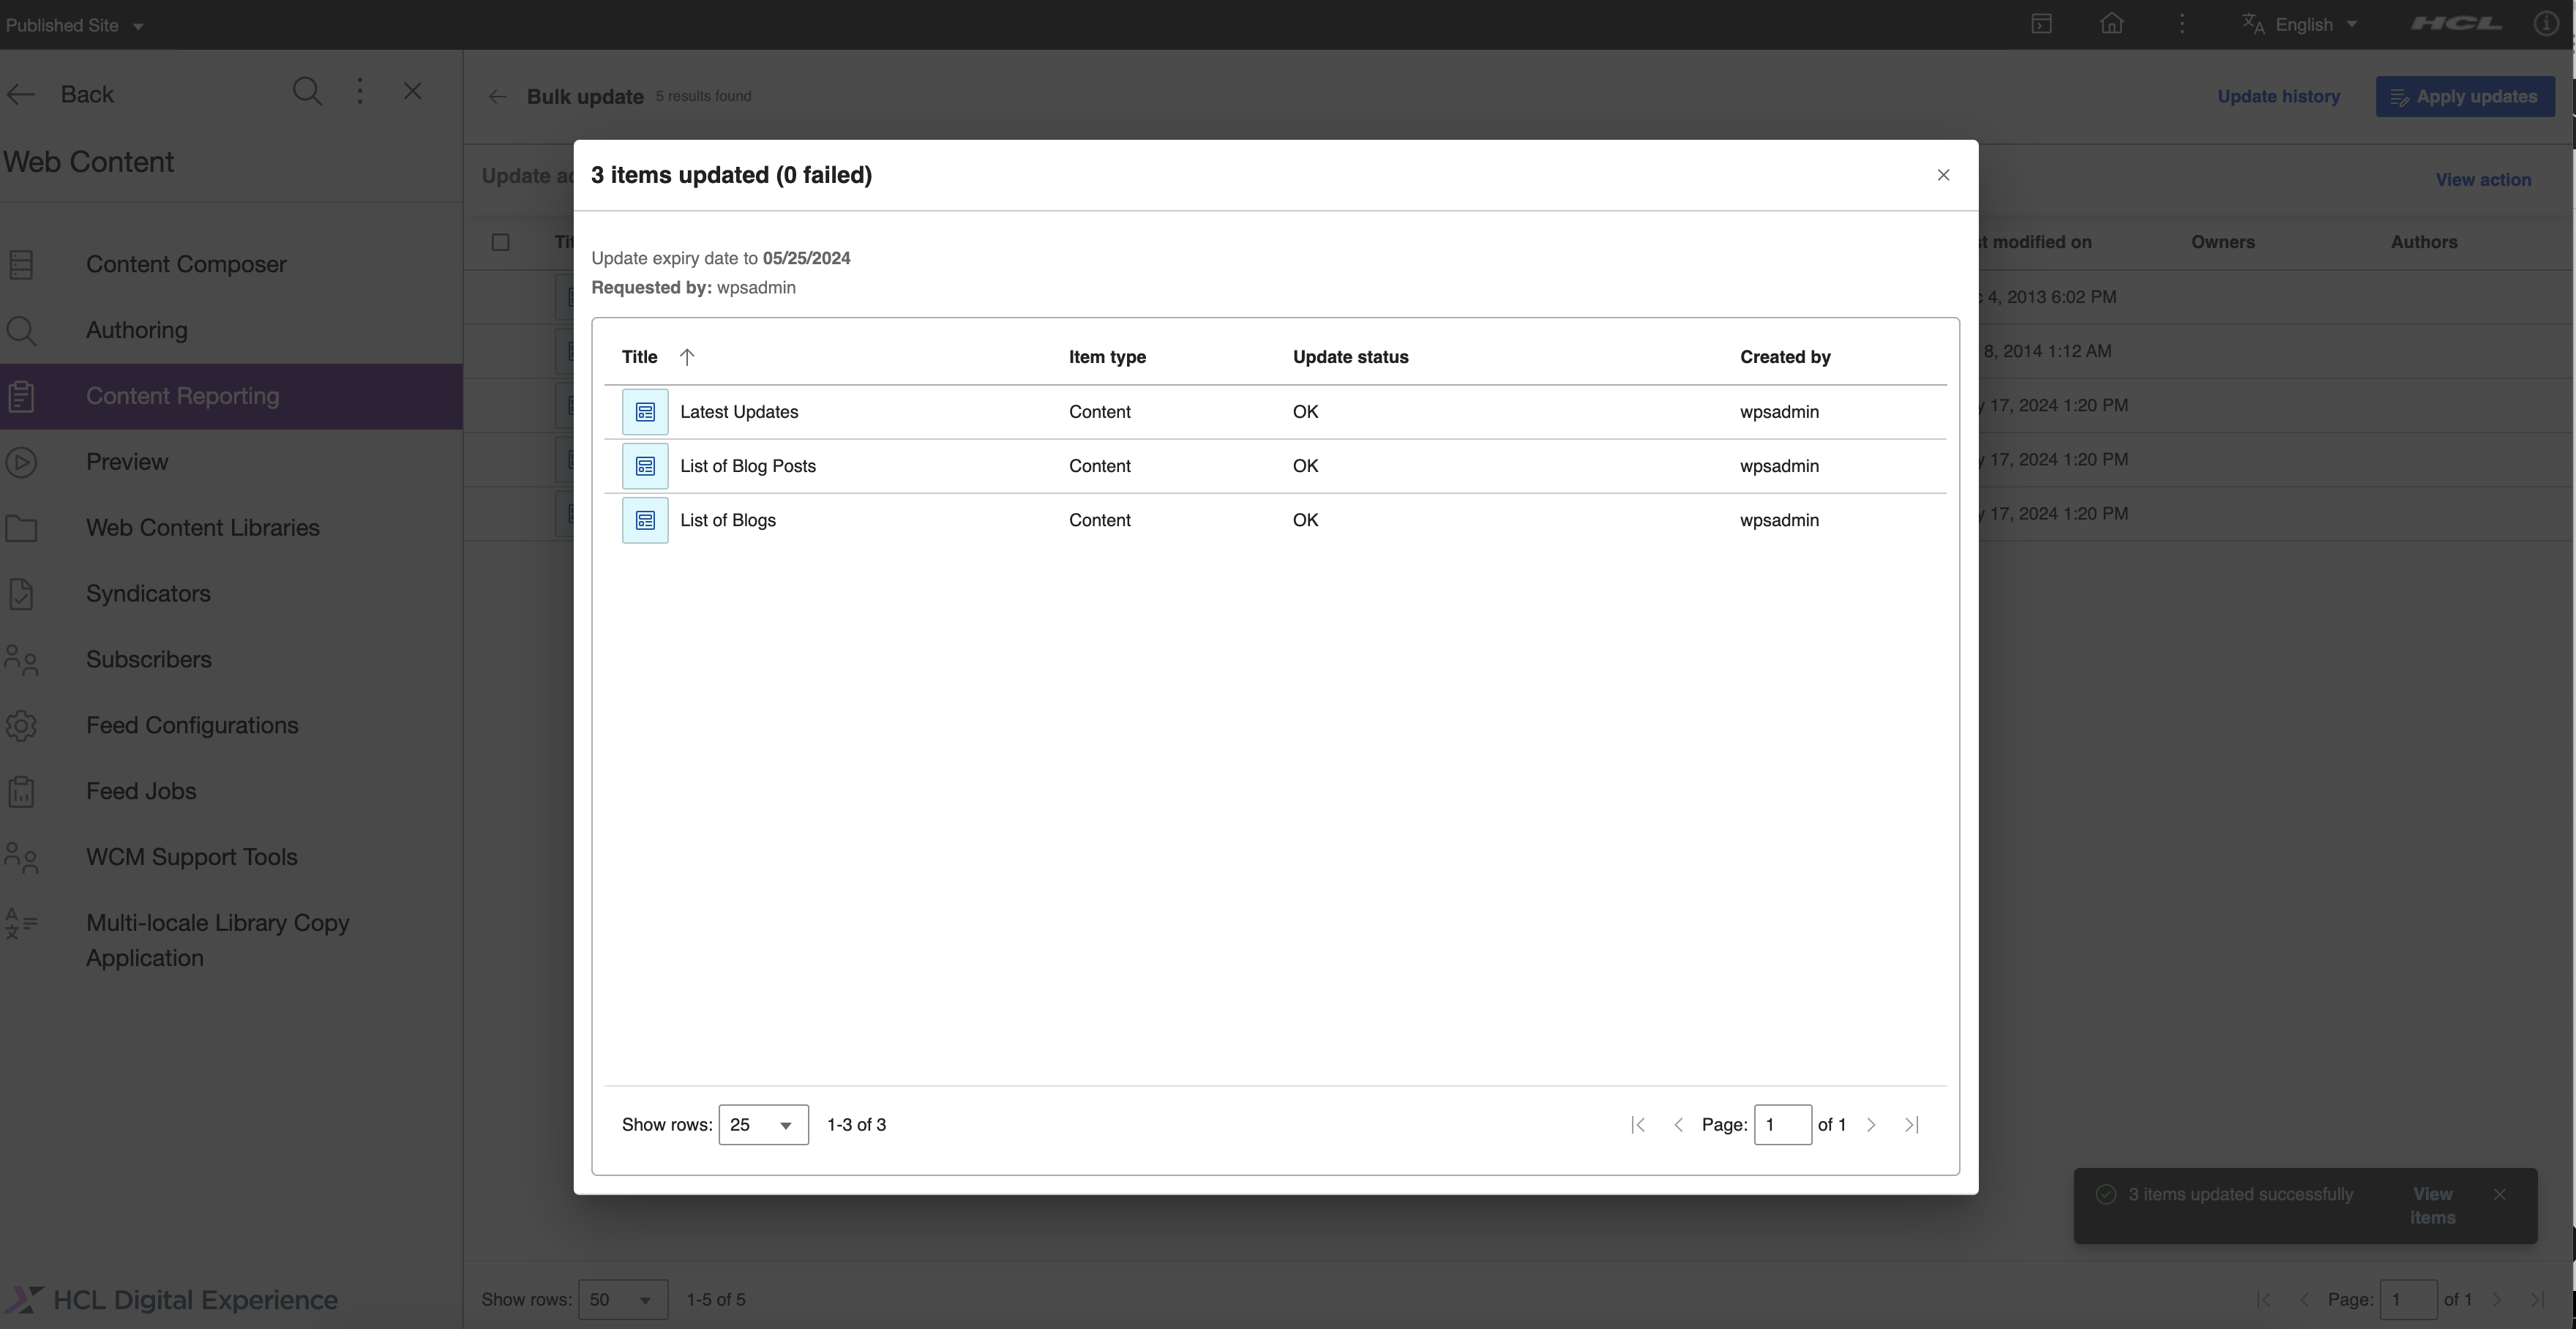 Published Site
English
HCL
Back
Bulk update 5 results found
Update history
Apply updates
Web Content
Content Composer
Authoring
Content Reporting
Preview
Web Content Libraries
Syndicators
Subscribers
Feed Configurations
Feed Jobs
WCM Support Tools
Multi-locale Library Copy
Application
HCL Digital Experience
Update
View action
modified on Owners Authors
4, 2013 6:02 PM
8, 2014 1:12 AM
17, 2024 1:20 PM
17, 2024 1:20 PM
17, 2024 1:20 PM
3 items updated (0 failed)
Update expiry date to 05/25/2024
Requested by: wpsadmin
Title Item type Update status Created by
Latest Updates Content OK wpsadmin
List of Blog Posts Content OK wpsadmin
List of Blogs Content OK wpsadmin
Show rows: 25 1-3 of 3 Page: 1 of 1
3 items updated successfully
View
items
Show rows: 50 1-5 of 5 Page: 1 of 1